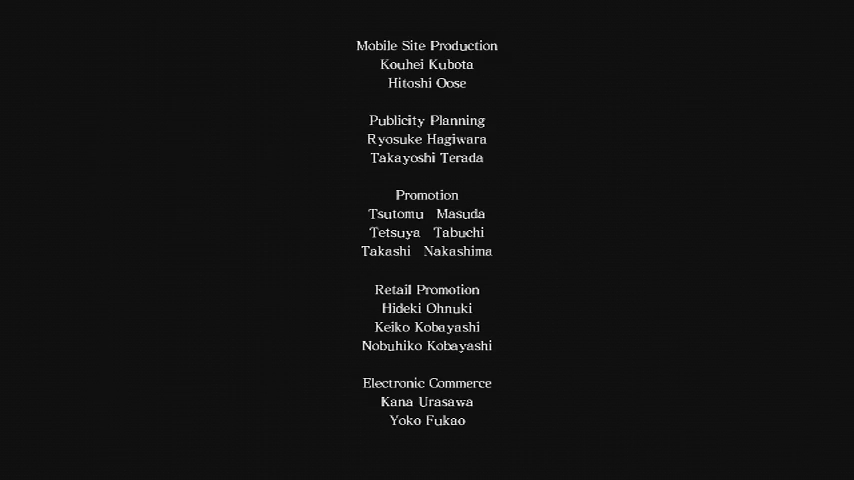 Mobile Site Production
Kouhei Kubota
Hitoshi Oose
Publicity Planning
Ryosuke Hagiwara
Takayoshi Terada
Promotion
Tsutomu Masuda
Tetsuya Tabuchi
Takashi Nakashima
Retail Promotion
Hideki Ohnuki
Keiko Kobayashi
Nobuhiko Kobayashi
Electronic Commerce
Kana Urasawa
Yoko Fukao